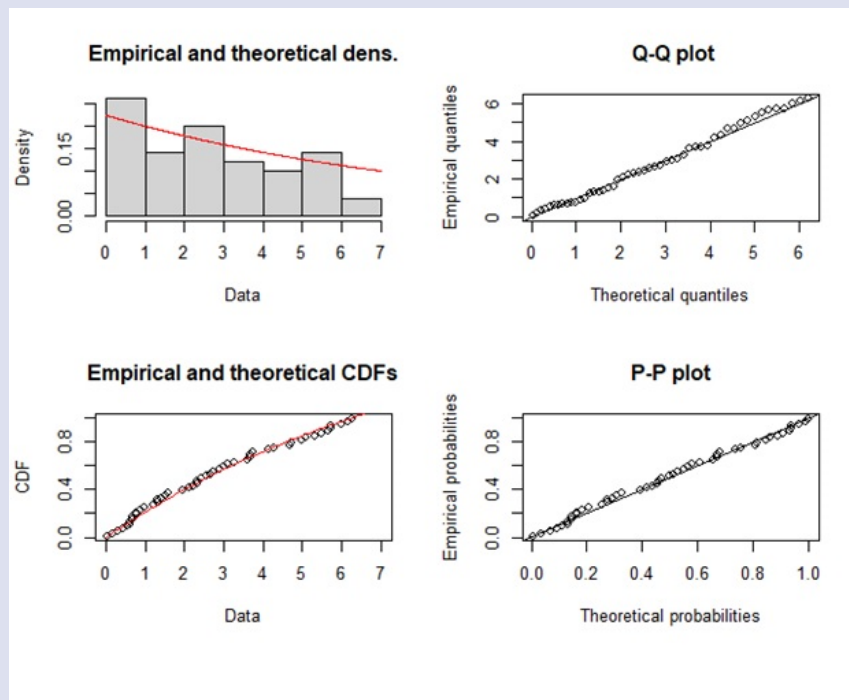 Empirical and theoretical dens.
Density
0.00 0.15
0 1 2 3 4 5 6 7
Data
Q-Q plot
Empirical quantiles
0 2 4 6
0 1 2 3 4 5 6
Theoretical quantiles
Empirical and theoretical CDFs
CDF
0.0 0.4 0.8
0 1 2 3 4 5 6 7
Data
P-P plot
Empirical probabilities
0.0 0.4 0.8
0.0 0.2 0.4 0.6 0.8 1.0
Theoretical probabilities